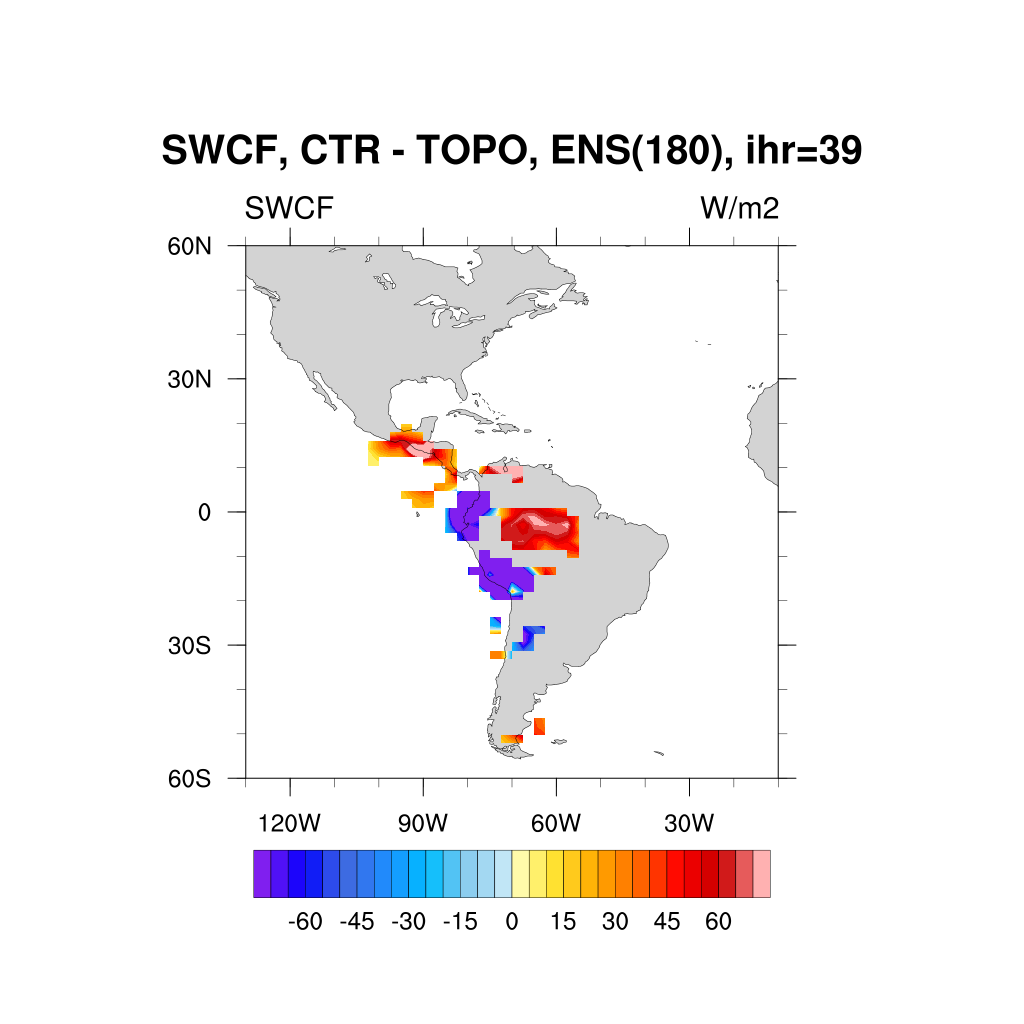 SWCF, CTR - TOPO, ENS(180), ihr=39
SWCF W/m2
60N
30N
0
30S
60S
120W 90W 60W 30W
-60 -45 -30 -15 0 15 30 45 60